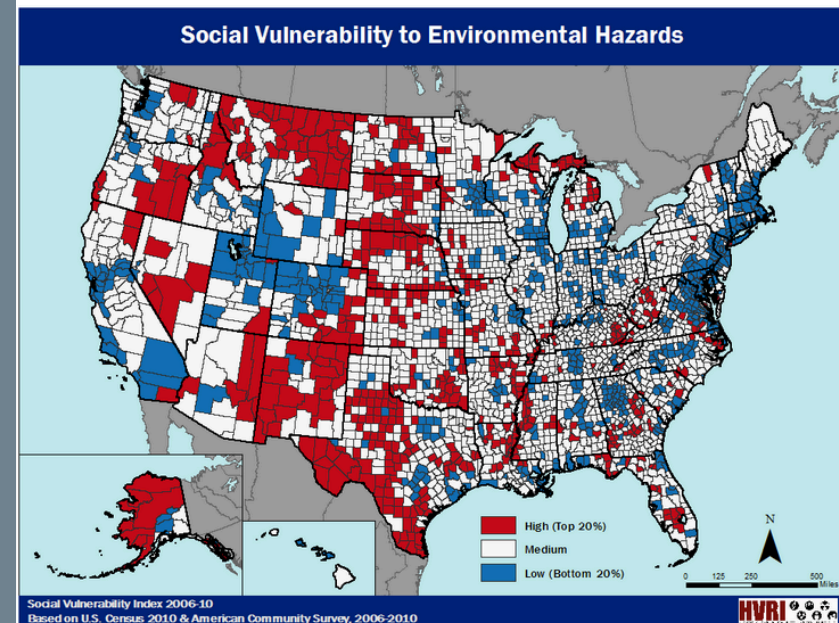 Social Vulnerability to Environmental Hazards
High (Top 20%)
Medium
Low (Bottom 20%)
N
0 125 250 500
Miles
Social Vulnerability Index 2006-10
Based on U.S. Census 2010 & American Community Survey, 2006-2010
HVRI